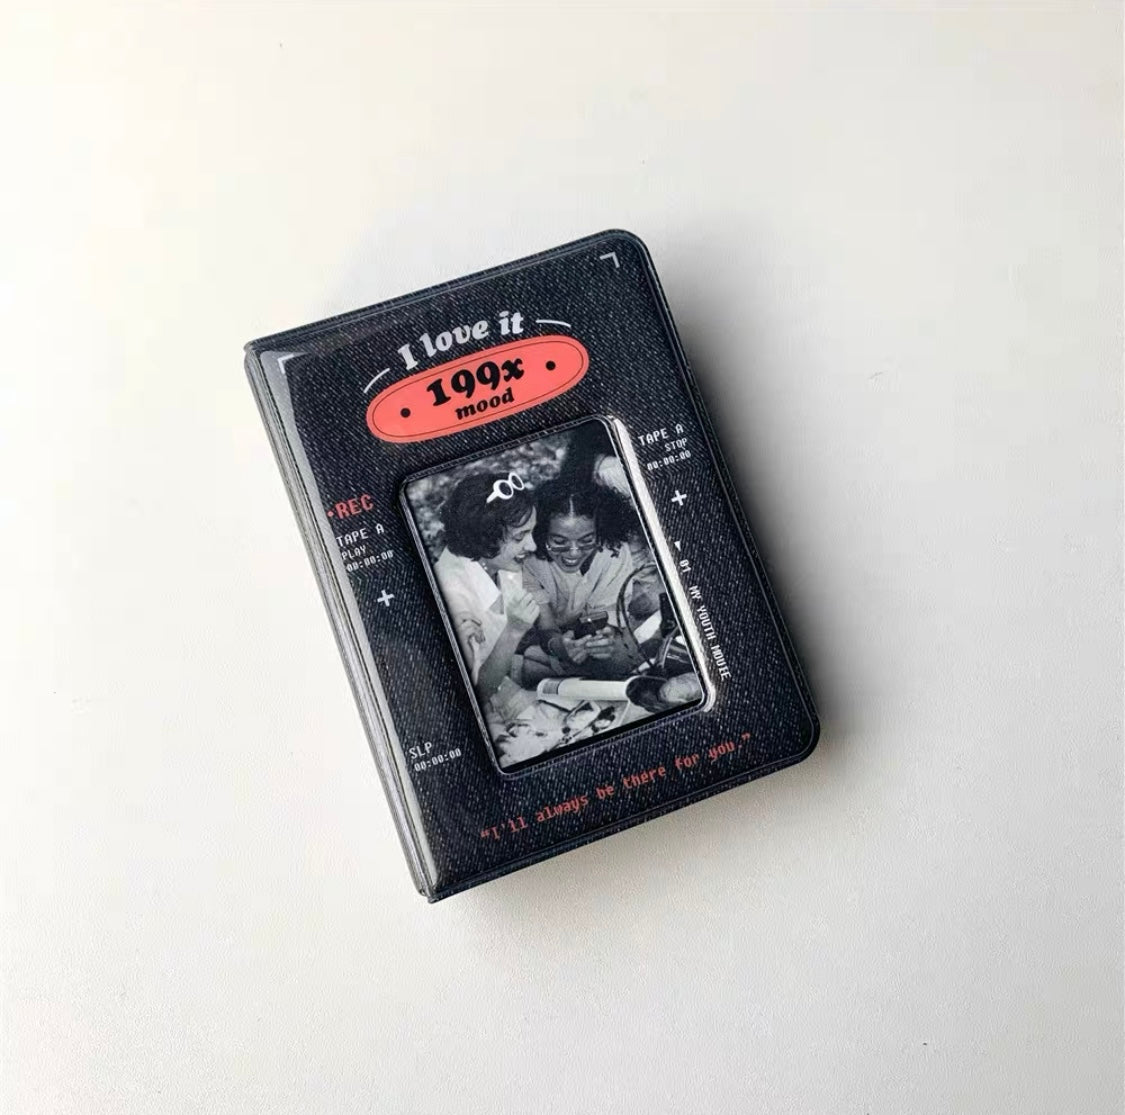 I love it
199x
mood
TAPE A
STOP
00:00:00
•REC
TAPE A
PLAY
00:00:00
01 MY YOUTH MOVIE
SLP
00:00:00
"I'll always be there for you."